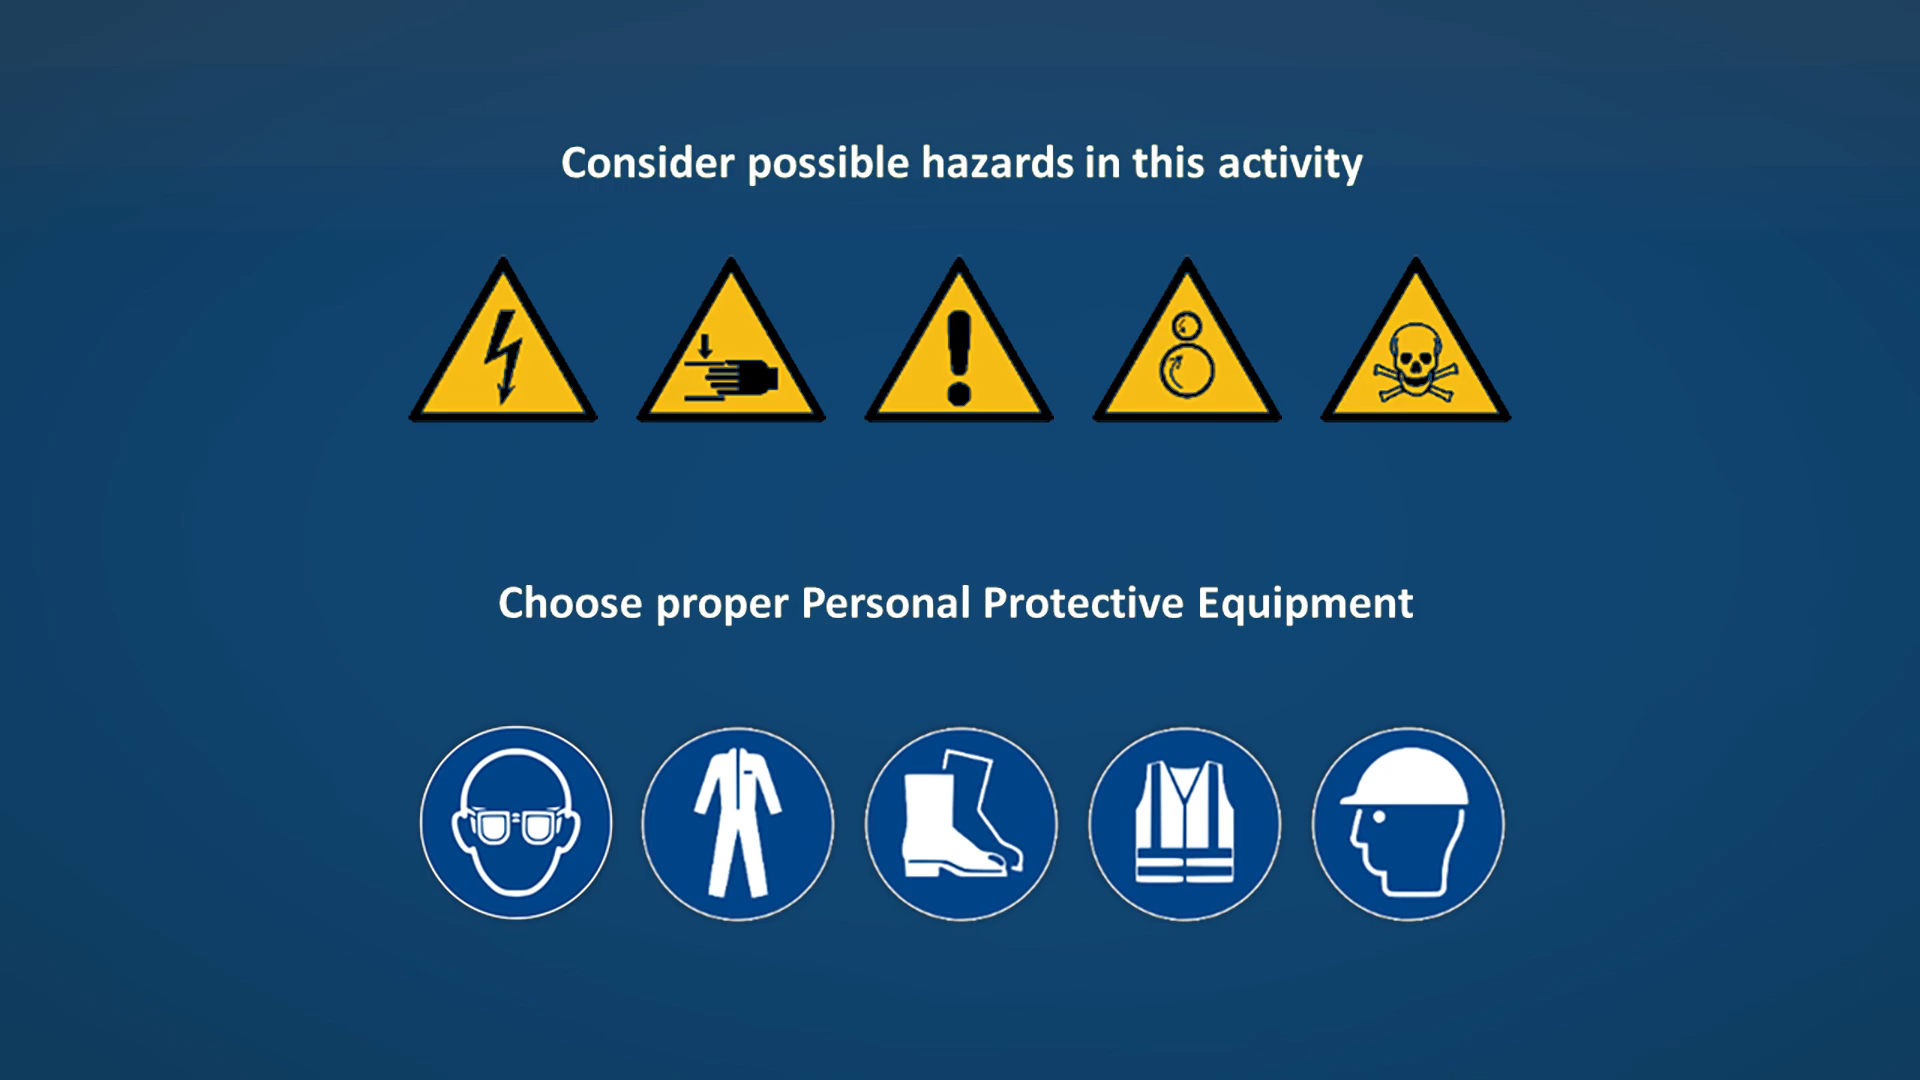 Consider possible hazards in this activity
Choose proper Personal Protective Equipment